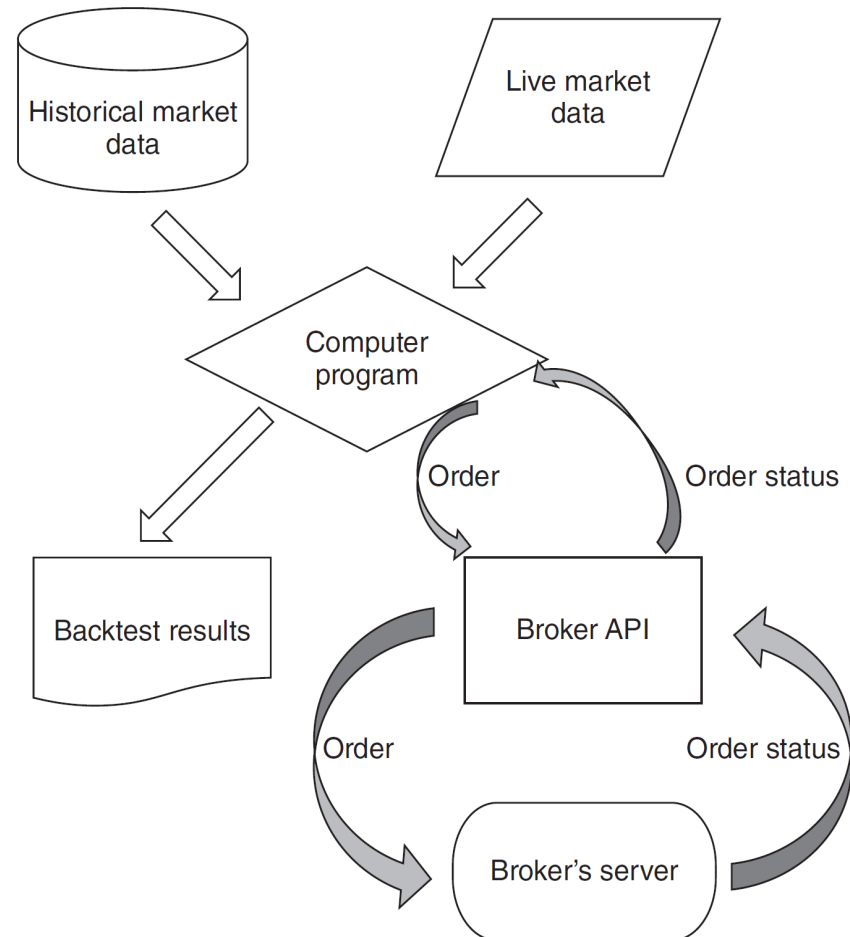 Historical market
data
Live market
data
Computer
program
Order
Order status
Backtest results
Broker API
Order
Order status
Broker’s server